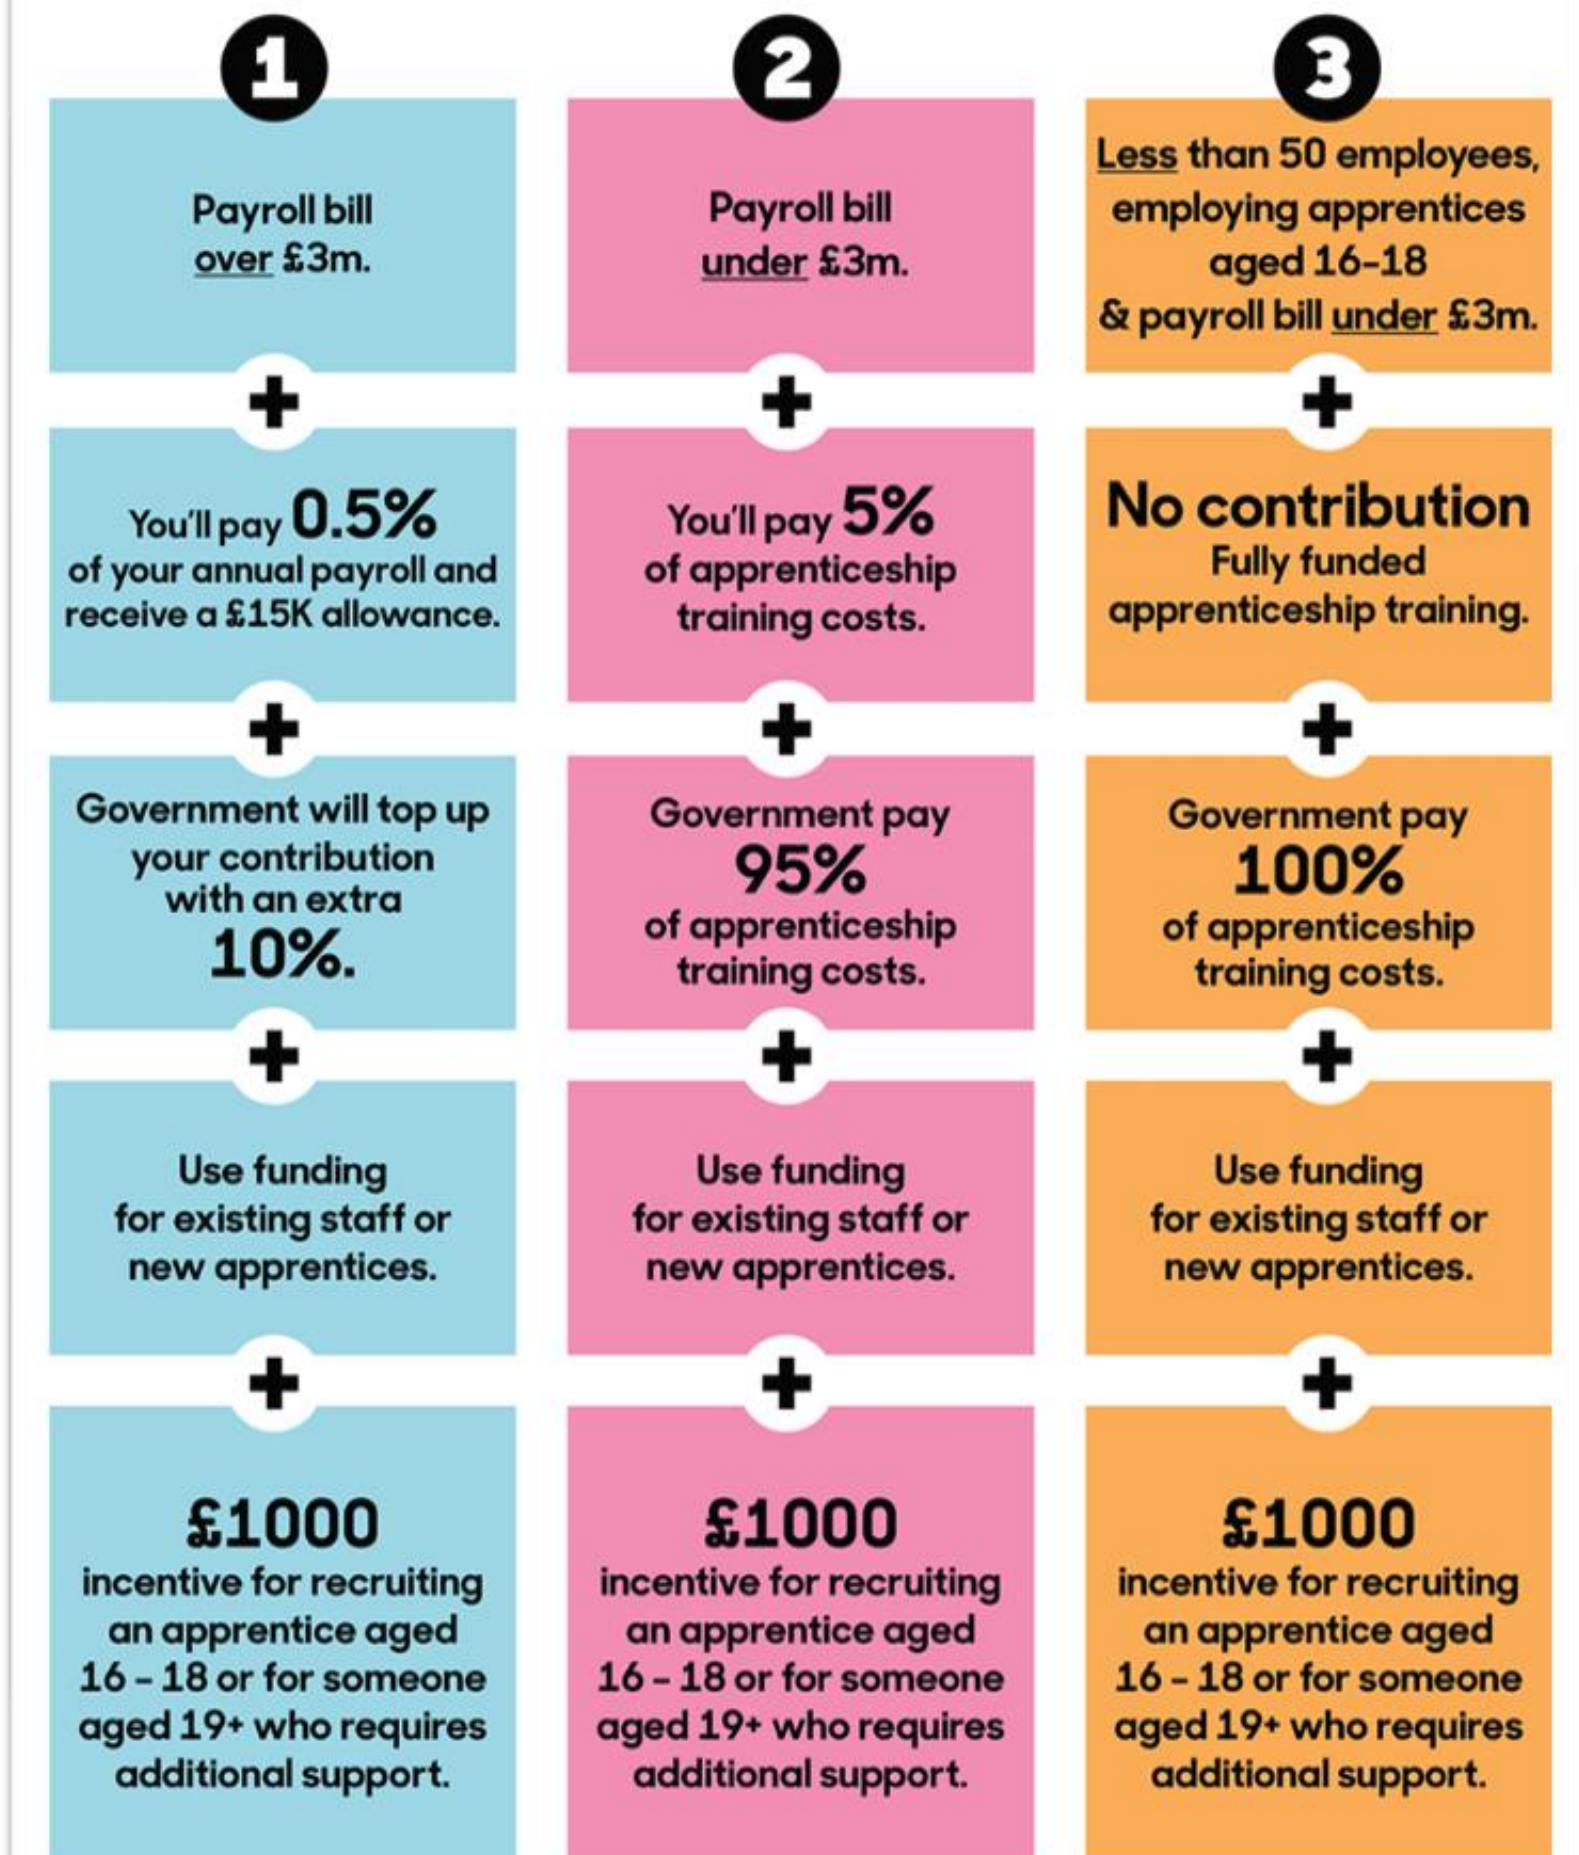 1
Payroll bill
over £3m.
+
You'll pay 0.5%
of your annual payroll and
receive a £15K allowance.
+
Government will top up
your contribution
with an extra
10%.
+
Use funding
for existing staff or
new apprentices.
+
£1000
incentive for recruiting
an apprentice aged
16 – 18 or for someone
aged 19+ who requires
additional support.
2
Payroll bill
under £3m.
+
You'll pay 5%
of apprenticeship
training costs.
+
Government pay
95%
of apprenticeship
training costs.
+
Use funding
for existing staff or
new apprentices.
+
£1000
incentive for recruiting
an apprentice aged
16 – 18 or for someone
aged 19+ who requires
additional support.
3
Less than 50 employees,
employing apprentices
aged 16-18
& payroll bill under £3m.
+
No contribution
Fully funded
apprenticeship training.
+
Government pay
100%
of apprenticeship
training costs.
+
Use funding
for existing staff or
new apprentices.
+
£1000
incentive for recruiting
an apprentice aged
16 – 18 or for someone
aged 19+ who requires
additional support.